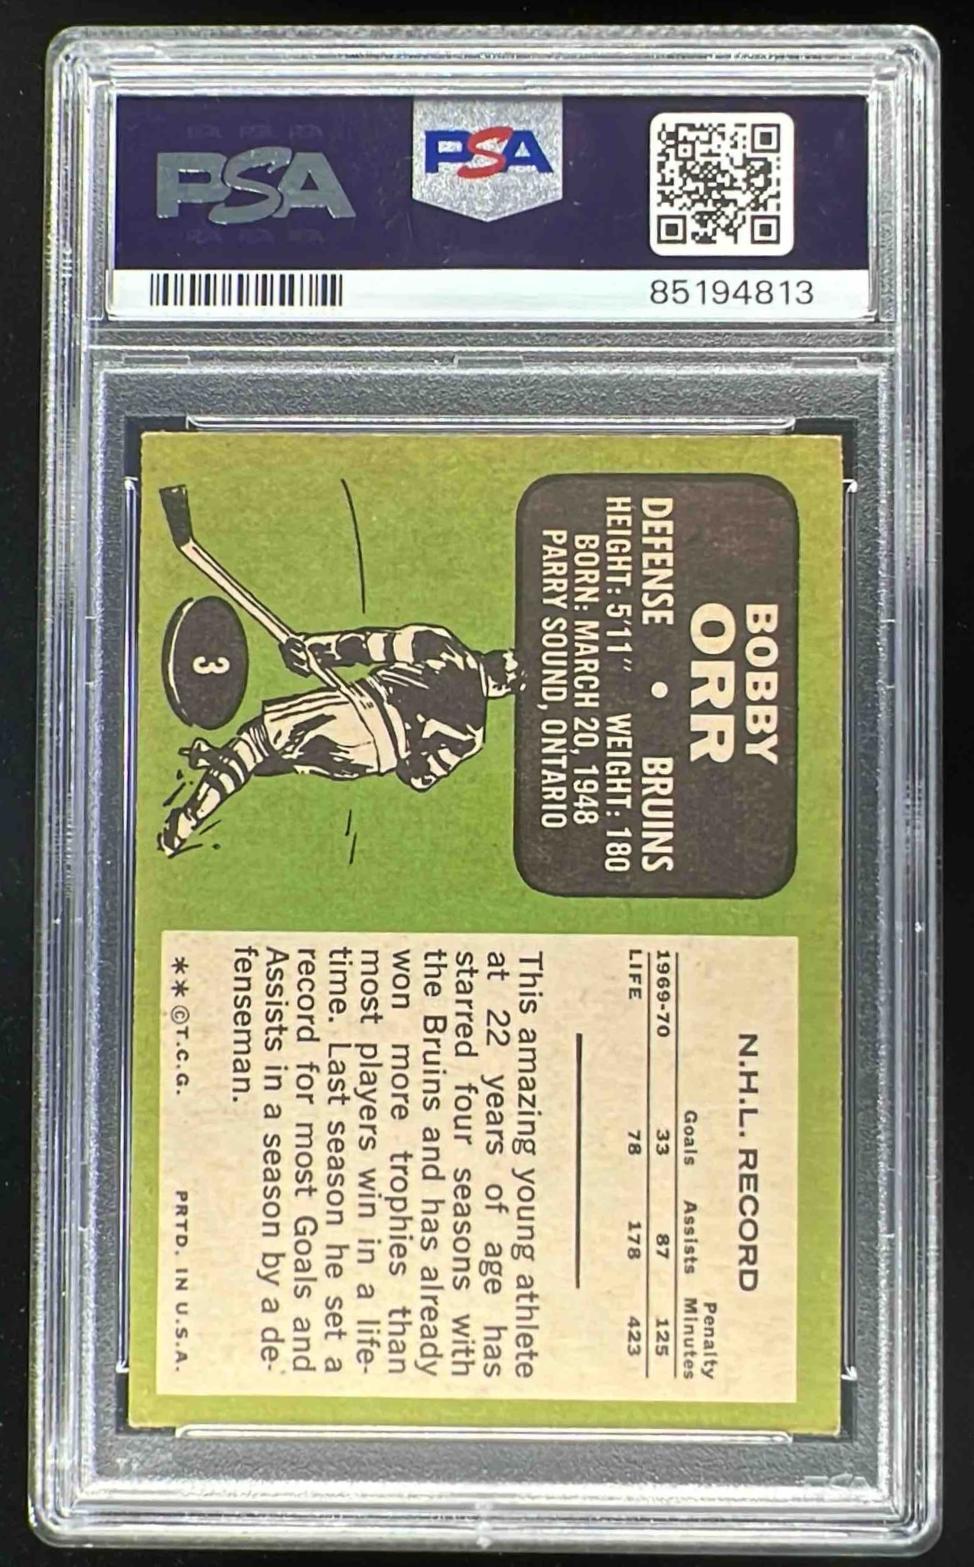 PSA
PSA
85194813
BOBBY
ORR
DEFENSE • BRUINS
HEIGHT: 5'11" WEIGHT: 180
BORN: MARCH 20, 1948
PARRY SOUND, ONTARIO
3
N.H.L. RECORD
Penalty
Goals Assists Minutes
1969-70 33 87 125
LIFE 78 178 423
This amazing young athlete
at 22 years of age has
starred four seasons with
the Bruins and has already
won more trophies than
most players win in a life-
time. Last season he set a
record for most Goals and
Assists in a season by a de-
fenseman.
**©T.C.G. PRTD. IN U.S.A.
PSA